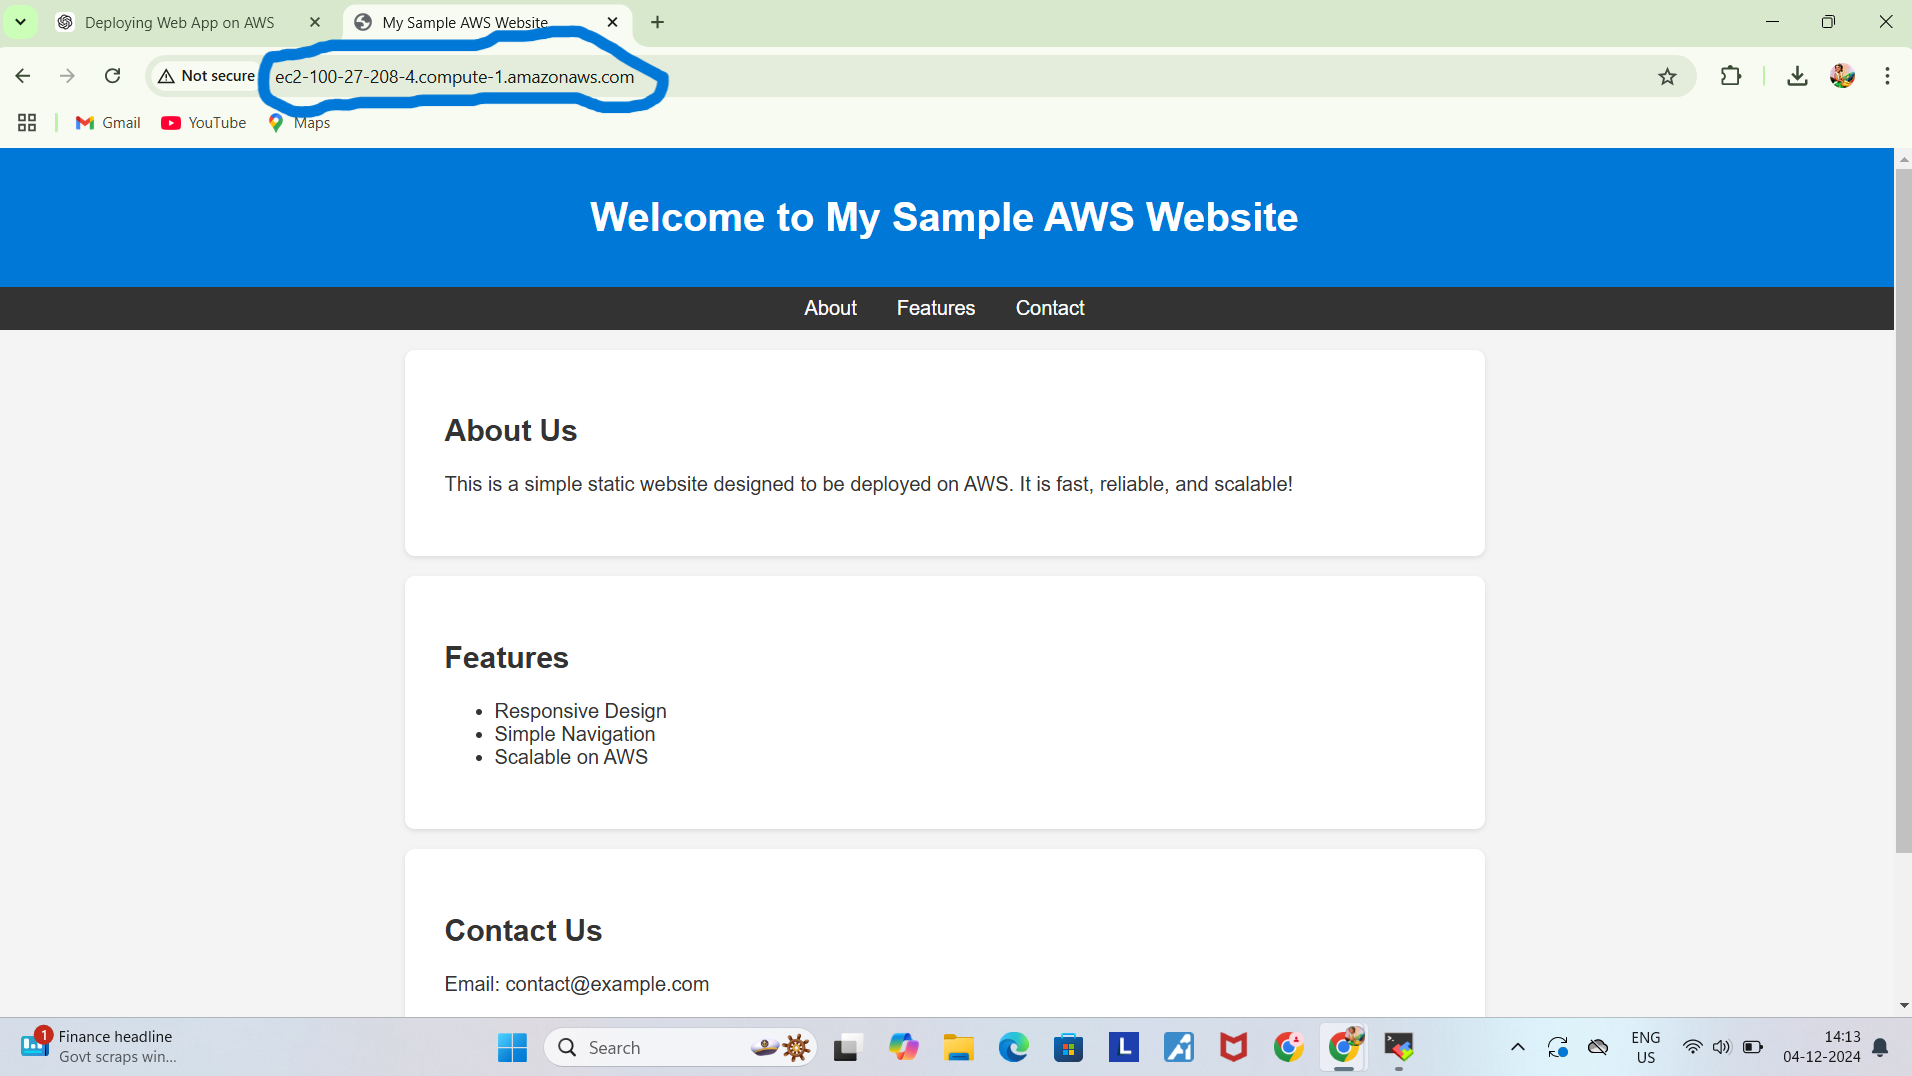 Deploying Web App on AWS
My Sample AWS Website
Not secure
ec2-100-27-208-4.compute-1.amazonaws.com
Gmail
YouTube
Maps
Welcome to My Sample AWS Website
About
Features
Contact
About Us
This is a simple static website designed to be deployed on AWS. It is fast, reliable, and scalable!
Features
• Responsive Design
• Simple Navigation
• Scalable on AWS
Contact Us
Email: contact@example.com
1
Finance headline
Govt scraps win...
Search
L
ENG
US
14:13
04-12-2024